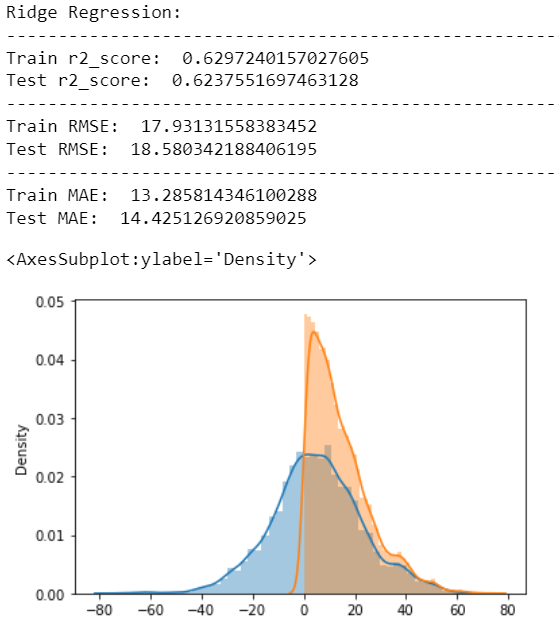 Ridge Regression:
------------------------------------------------------
Train r2_score:  0.6297240157027605
Test r2_score:  0.6237551697463128
------------------------------------------------------
Train RMSE:  17.93131558383452
Test RMSE:  18.580342188406195
------------------------------------------------------
Train MAE:  13.285814346100288
Test MAE:  14.425126920859025
<AxesSubplot:ylabel='Density'>
0.05
0.04
0.03
0.02
0.01
0.00
Density
−80 −60 −40 −20 0 20 40 60 80